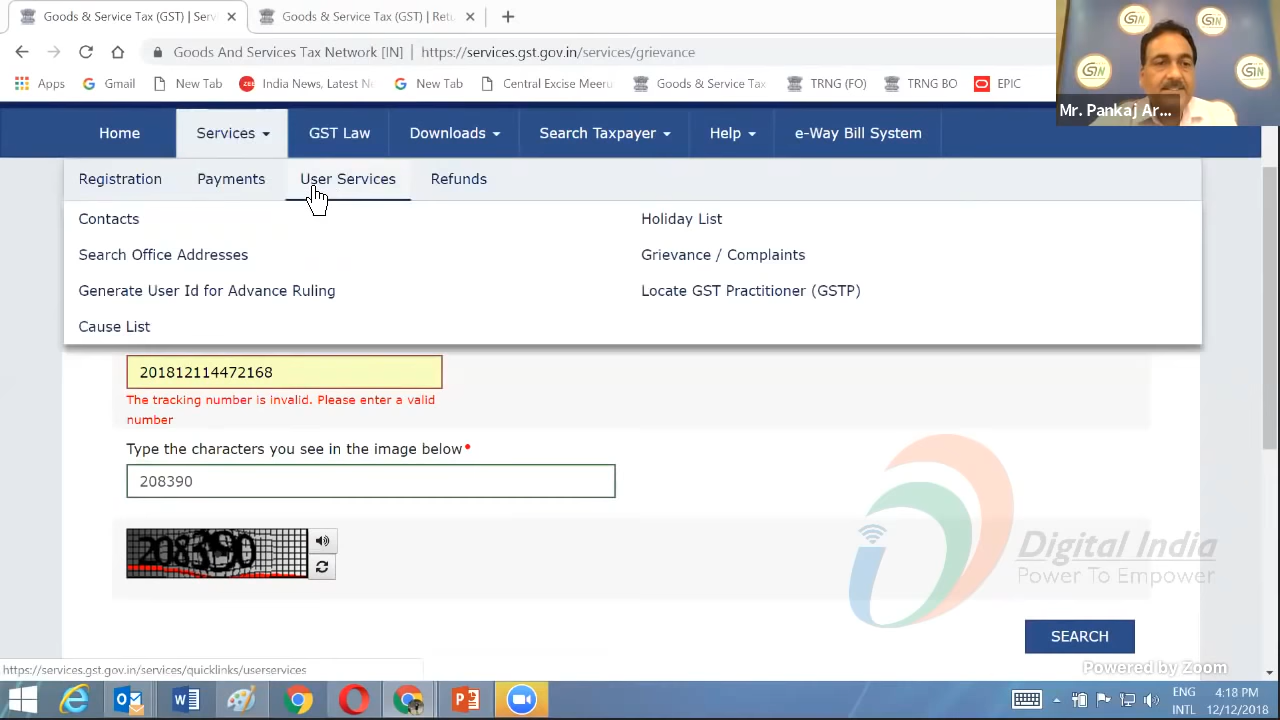 Goods & Service Tax (GST) | Serv
Goods & Service Tax (GST) | Retu
Goods And Services Tax Network [IN] | https://services.gst.gov.in/services/grievance
Apps
Gmail
New Tab
India News, Latest Ne
New Tab
Central Excise Meeru
Goods & Service Tax
TRNG (FO)
TRNG BO
EPIC
Mr. Pankaj Ar...
Home
Services
GST Law
Downloads
Search Taxpayer
Help
e-Way Bill System
Registration
Payments
User Services
Refunds
Contacts
Holiday List
Search Office Addresses
Grievance / Complaints
Generate User Id for Advance Ruling
Locate GST Practitioner (GSTP)
Cause List
201812114472168
The tracking number is invalid. Please enter a valid
number
Type the characters you see in the image below•
208390
208390
Digital India
Power To Empower
SEARCH
https://services.gst.gov.in/services/quicklinks/userservices
Powered by Zoom
ENG
INTL
4:18 PM
12/12/2018